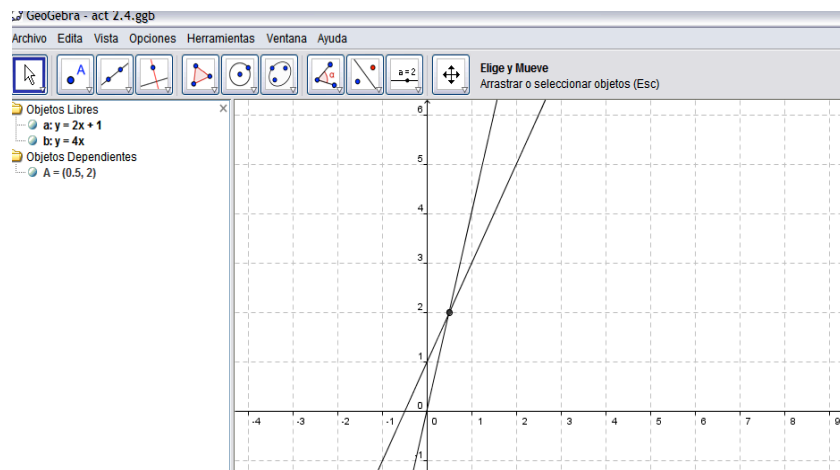 GeoGebra - act 2.4.ggb
Archivo Edita Vista Opciones Herramientas Ventana Ayuda
A α a=2
Elige y Mueve
Arrastrar o seleccionar objetos (Esc)
Objetos Libres
a: y = 2x + 1
b: y = 4x
Objetos Dependientes
A = (0.5, 2)
6
5
4
3
2
1
0
-4 -3 -2 -1 0 1 2 3 4 5 6 7 8 9
-1